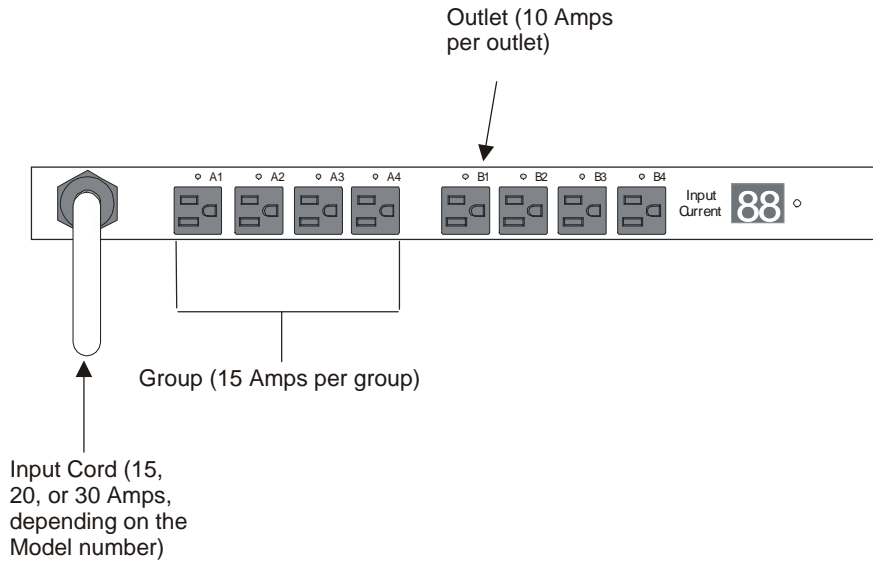 Outlet (10 Amps
per outlet)
A1 A2 A3 A4 B1 B2 B3 B4
Input
Current
88
Group (15 Amps per group)
Input Cord (15,
20, or 30 Amps,
depending on the
Model number)